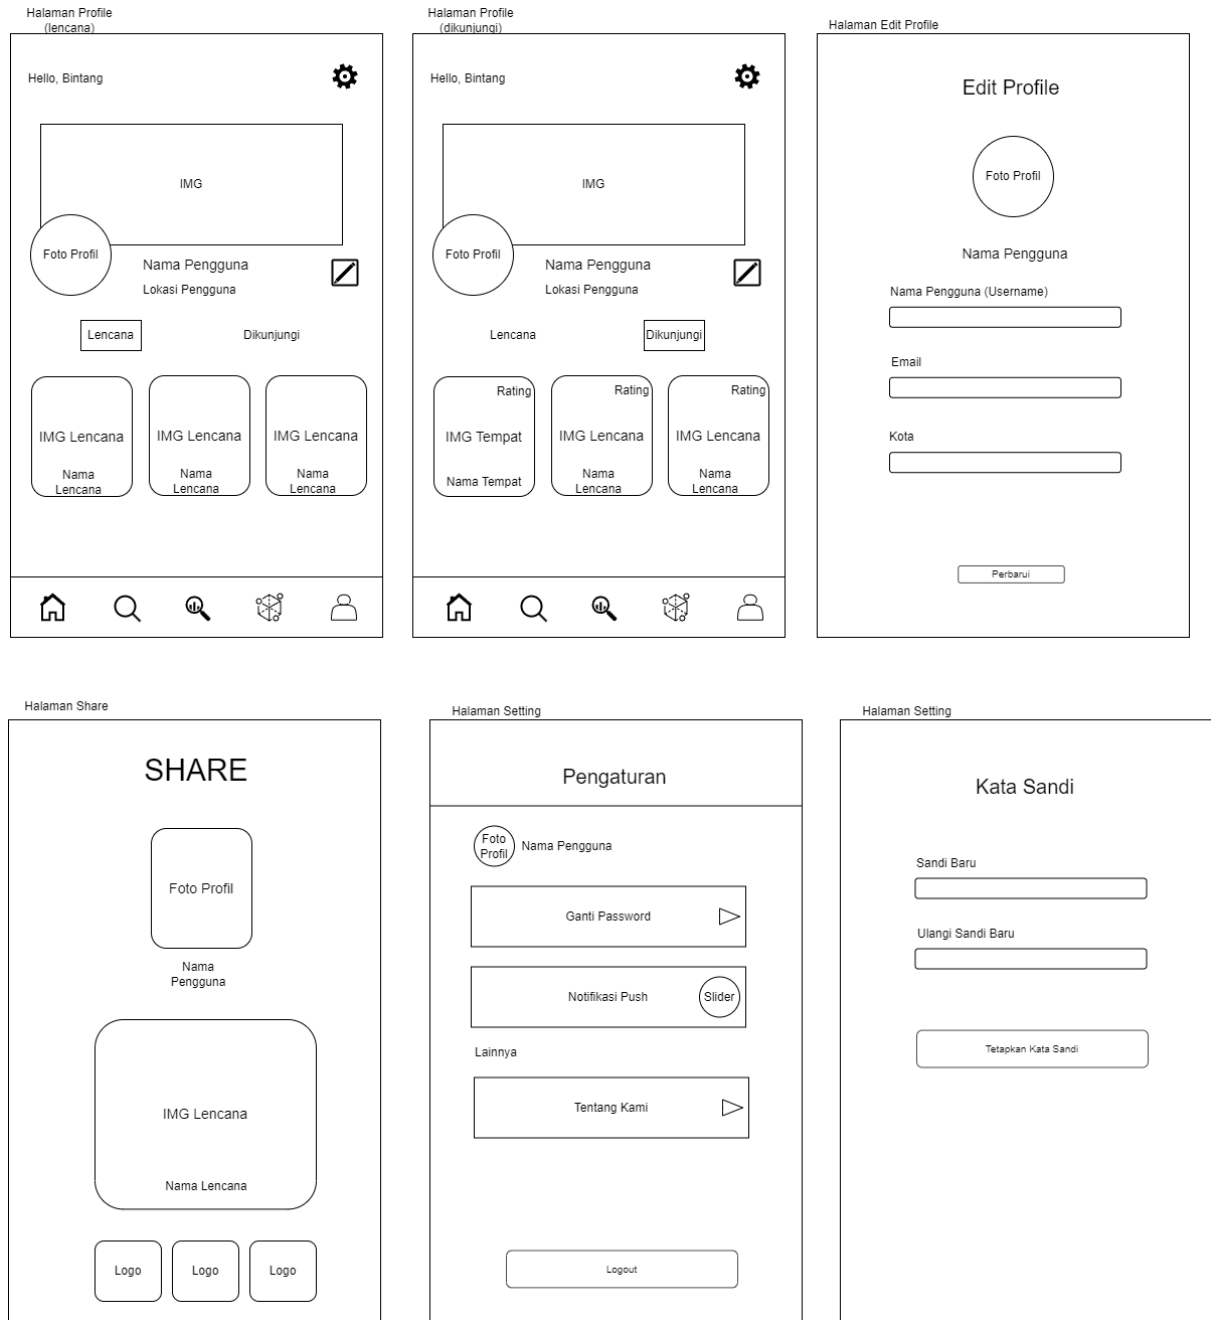 Halaman Profile
(lencana)
Hello, Bintang
IMG
Foto Profil
Nama Pengguna
Lokasi Pengguna
Lencana
Dikunjungi
IMG Lencana
Nama
Lencana
IMG Lencana
Nama
Lencana
IMG Lencana
Nama
Lencana
Halaman Profile
(dikunjungi)
Hello, Bintang
IMG
Foto Profil
Nama Pengguna
Lokasi Pengguna
Lencana
Dikunjungi
Rating
IMG Tempat
Nama Tempat
Rating
IMG Lencana
Nama
Lencana
Rating
IMG Lencana
Nama
Lencana
Halaman Edit Profile
Edit Profile
Foto Profil
Nama Pengguna
Nama Pengguna (Username)
Email
Kota
Perbarui
Halaman Share
SHARE
Foto Profil
Nama
Pengguna
IMG Lencana
Nama Lencana
Logo
Logo
Logo
Halaman Setting
Pengaturan
Foto
Profil
Nama Pengguna
Ganti Password
Notifikasi Push
Slider
Lainnya
Tentang Kami
Logout
Halaman Setting
Kata Sandi
Sandi Baru
Ulangi Sandi Baru
Tetapkan Kata Sandi